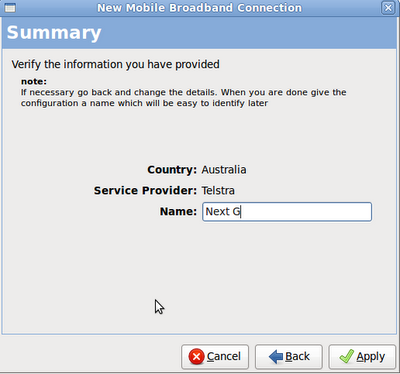 New Mobile Broadband Connection
Summary
Verify the information you have provided
note:
If necessary go back and change the details. When you are done give the
configuration a name which will be easy to identify later
Country: Australia
Service Provider: Telstra
Name: Next G
Cancel Back Apply